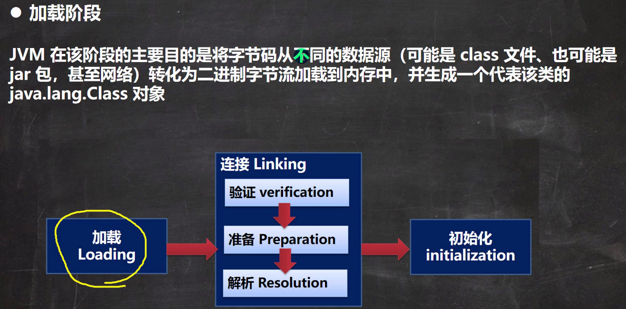 ● 加载阶段
JVM 在该阶段的主要目的是将字节码从不同的数据源（可能是 class 文件、也可能是
jar 包，甚至网络）转化为二进制字节流加载到内存中，并生成一个代表该类的
java.lang.Class 对象
连接 Linking
验证 verification
准备 Preparation
解析 Resolution
加载
Loading
初始化
initialization